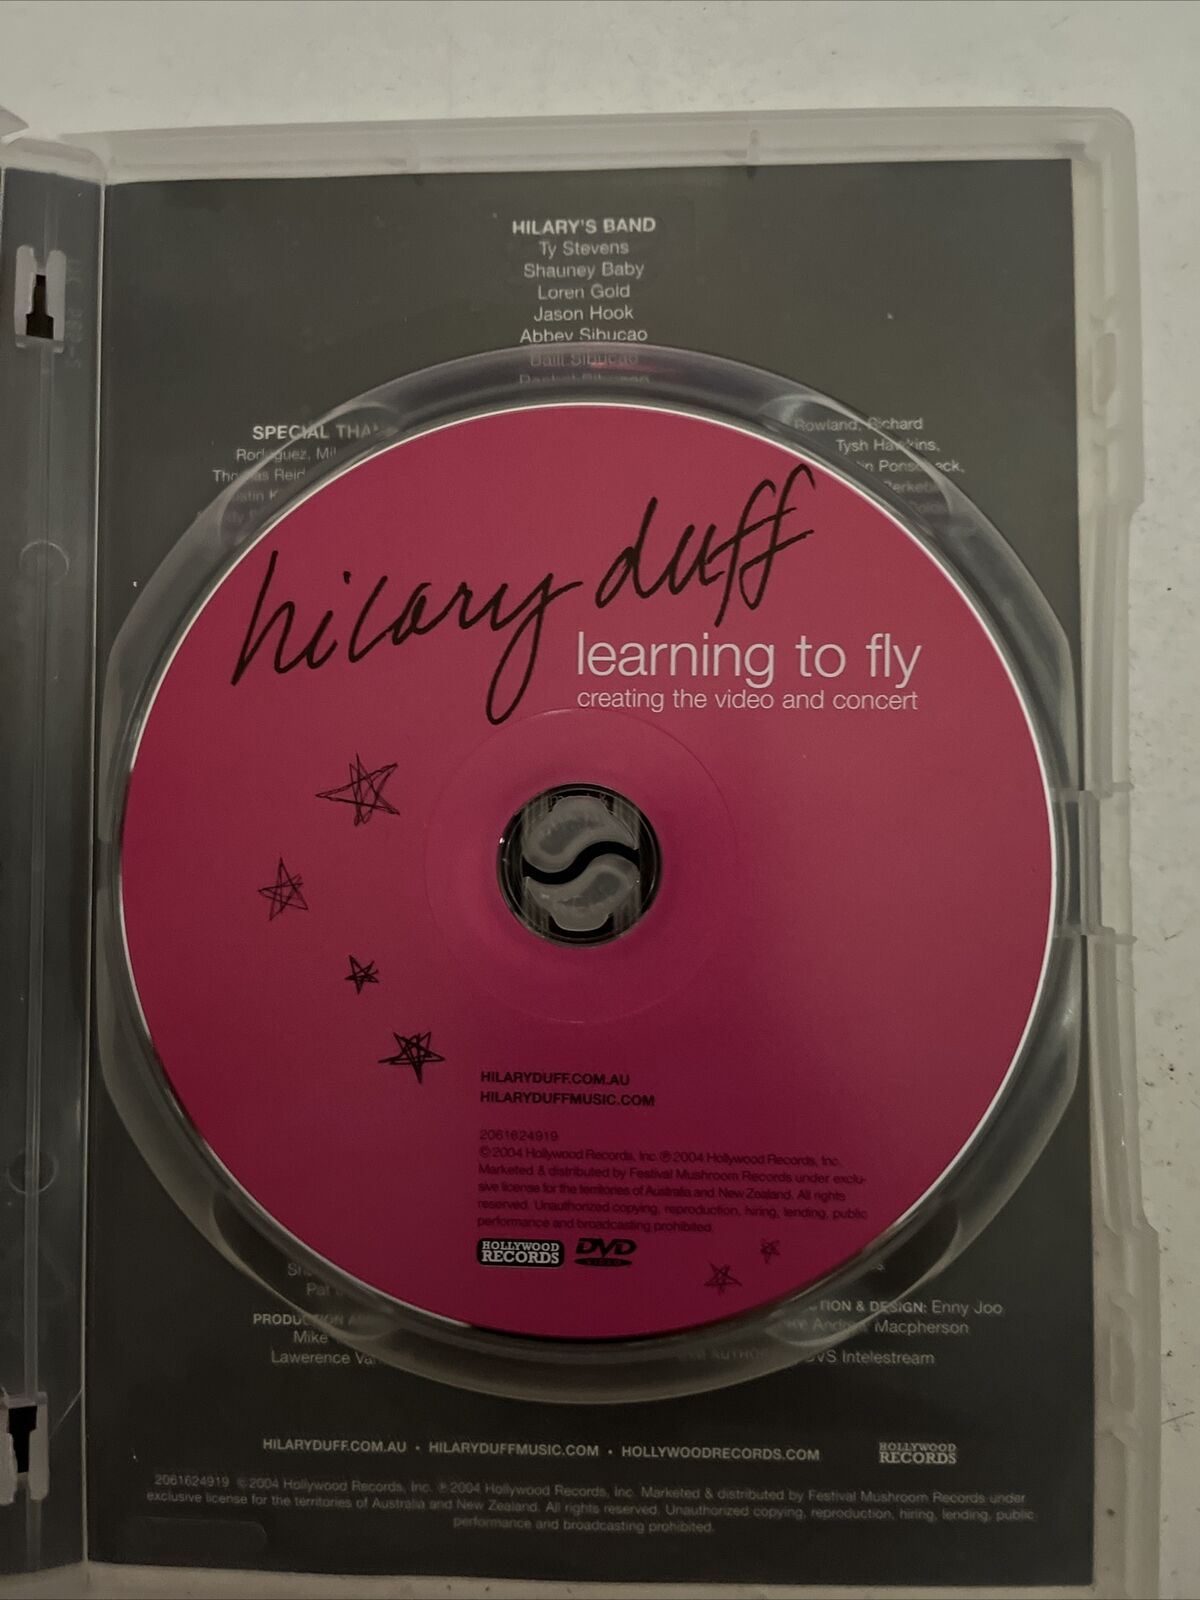 HILARY'S BAND
Ty Stevens
Shauney Baby
Loren Gold
Jason Hook
Abbey Sibucao
SPECIAL
Rowland, Richard
Tysh Hawkins,
Thomas Reid
hilary duff
learning to fly
creating the video and concert
HILARYDUFF.COM.AU
HILARYDUFFMUSIC.COM
2061624919
©2004 Hollywood Records, Inc. ℗2004 Hollywood Records, Inc.
Marketed & distributed by Festival Mushroom Records under exclu-
sive license for the territories of Australia and New Zealand. All rights
reserved. Unauthorized copying, reproduction, hiring, lending, public
performance and broadcasting prohibited.
HOLLYWOOD
RECORDS
DVD
VIDEO
& DESIGN: Enny Joo
Macpherson
Mike
Lawerence
DVS Intelestream
HILARYDUFF.COM.AU • HILARYDUFFMUSIC.COM • HOLLYWOODRECORDS.COM
HOLLYWOOD
RECORDS
2061624919 ©2004 Hollywood Records, Inc. ℗2004 Hollywood Records, Inc. Marketed & distributed by Festival Mushroom Records under
exclusive license for the territories of Australia and New Zealand. All rights reserved. Unauthorized copying, reproduction, hiring, lending, public
performance and broadcasting prohibited.